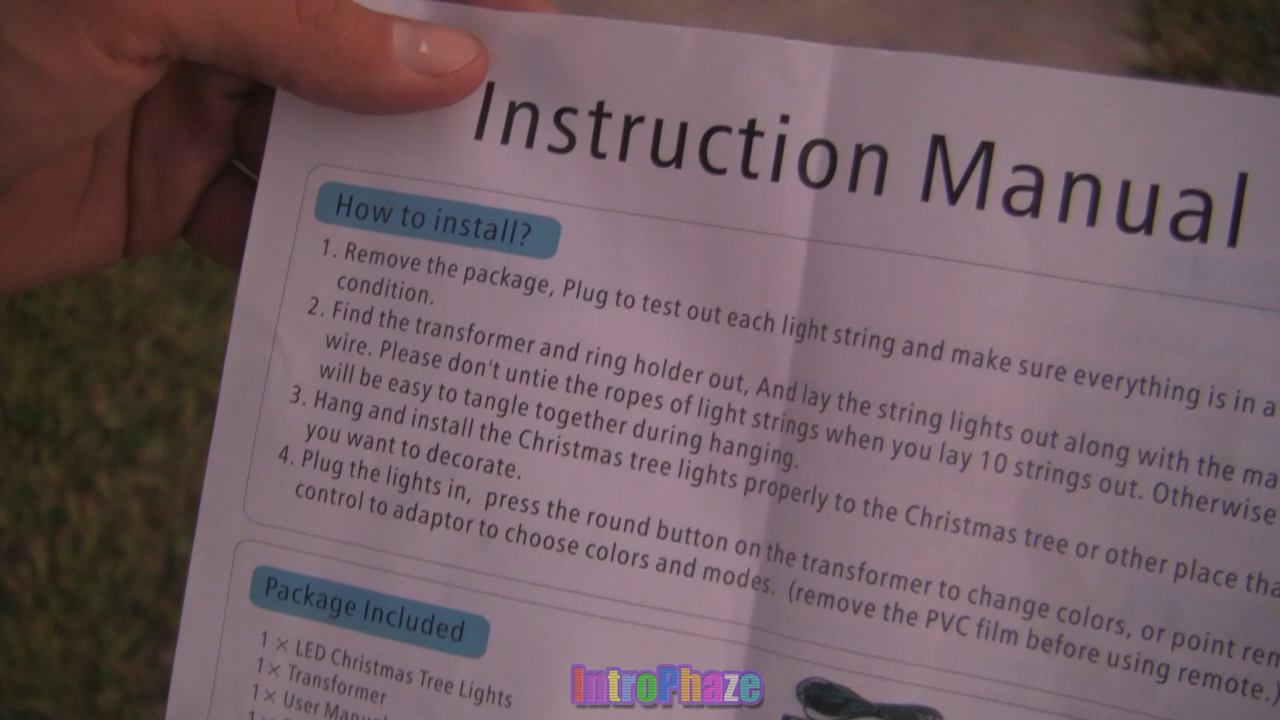 Instruction Manual
How to install?
1. Remove the package, Plug to test out each light string and make sure everything is in a
condition.
2. Find the transformer and ring holder out, And lay the string lights out along with the ma
wire. Please don't untie the ropes of light strings when you lay 10 strings out. Otherwise
will be easy to tangle together during hanging.
3. Hang and install the Christmas tree lights properly to the Christmas tree or other place tha
you want to decorate.
4. Plug the lights in, press the round button on the transformer to change colors, or point rem
control to adaptor to choose colors and modes. (remove the PVC film before using remote.)
Package Included
1 × LED Christmas Tree Lights
1 × Transformer
1 × User Manual
IntroPhaze